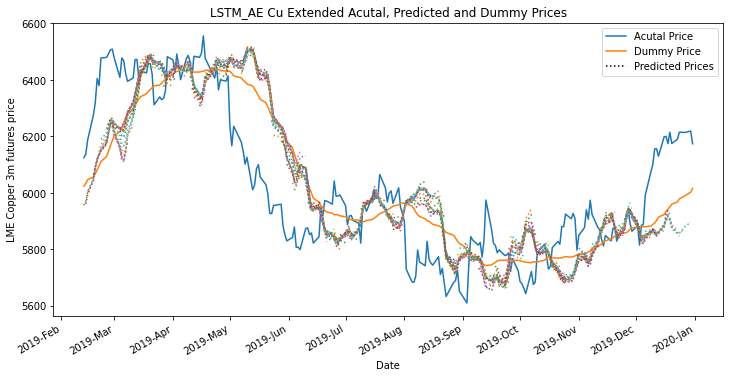 LSTM_AE Cu Extended Acutal, Predicted and Dummy Prices
Acutal Price
Dummy Price
Predicted Prices
LME Copper 3m futures price
6600
6400
6200
6000
5800
5600
2019-Feb
2019-Mar
2019-Apr
2019-May
2019-Jun
2019-Jul
2019-Aug
2019-Sep
2019-Oct
2019-Nov
2019-Dec
2020-Jan
Date